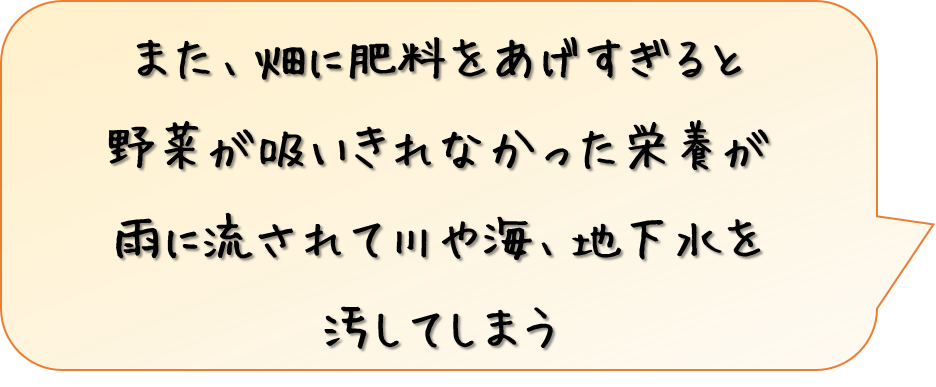 また、畑に肥料をあげすぎると
野菜が吸いきれなかった栄養が
雨に流されて川や海、地下水を
汚してしまう